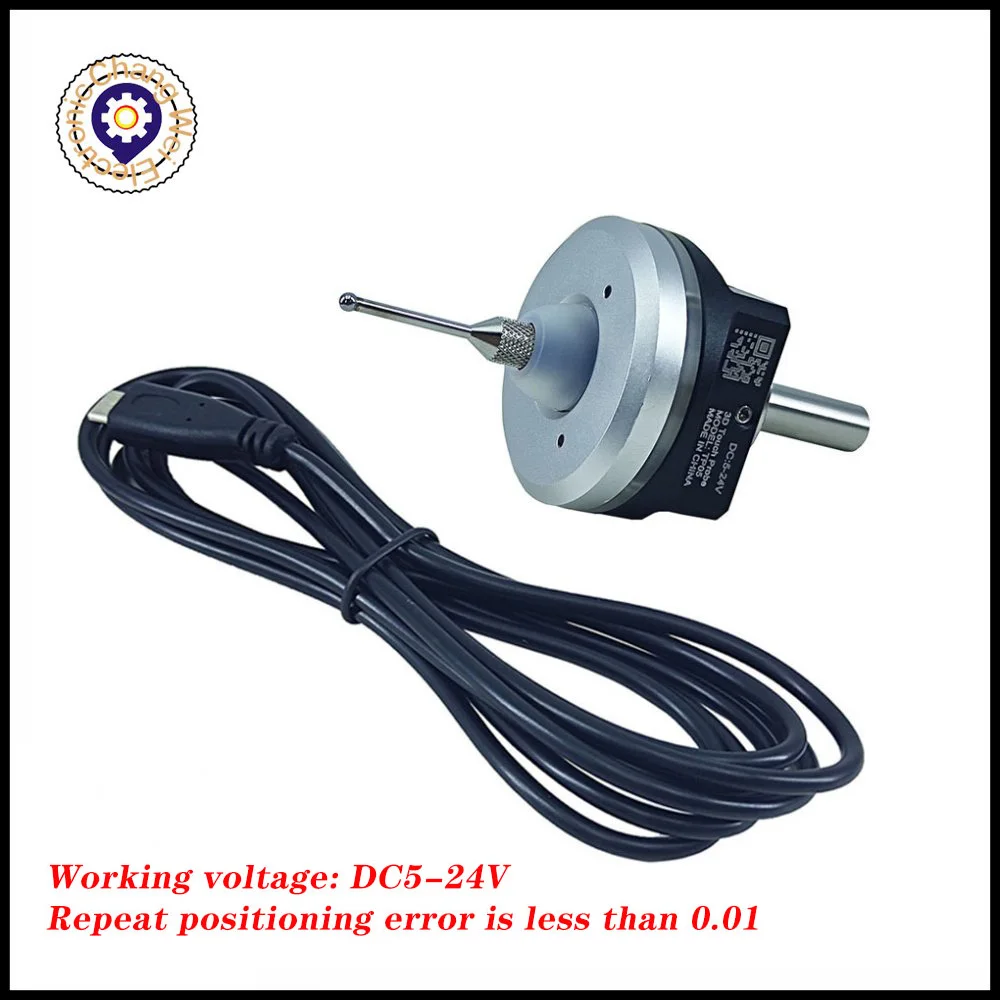 Chang Wei Electronic
DC:5-24V
3D Touch Probe
MODEL: TP05
MADE IN CHINA
Working voltage: DC5-24V
Repeat positioning error is less than 0.01